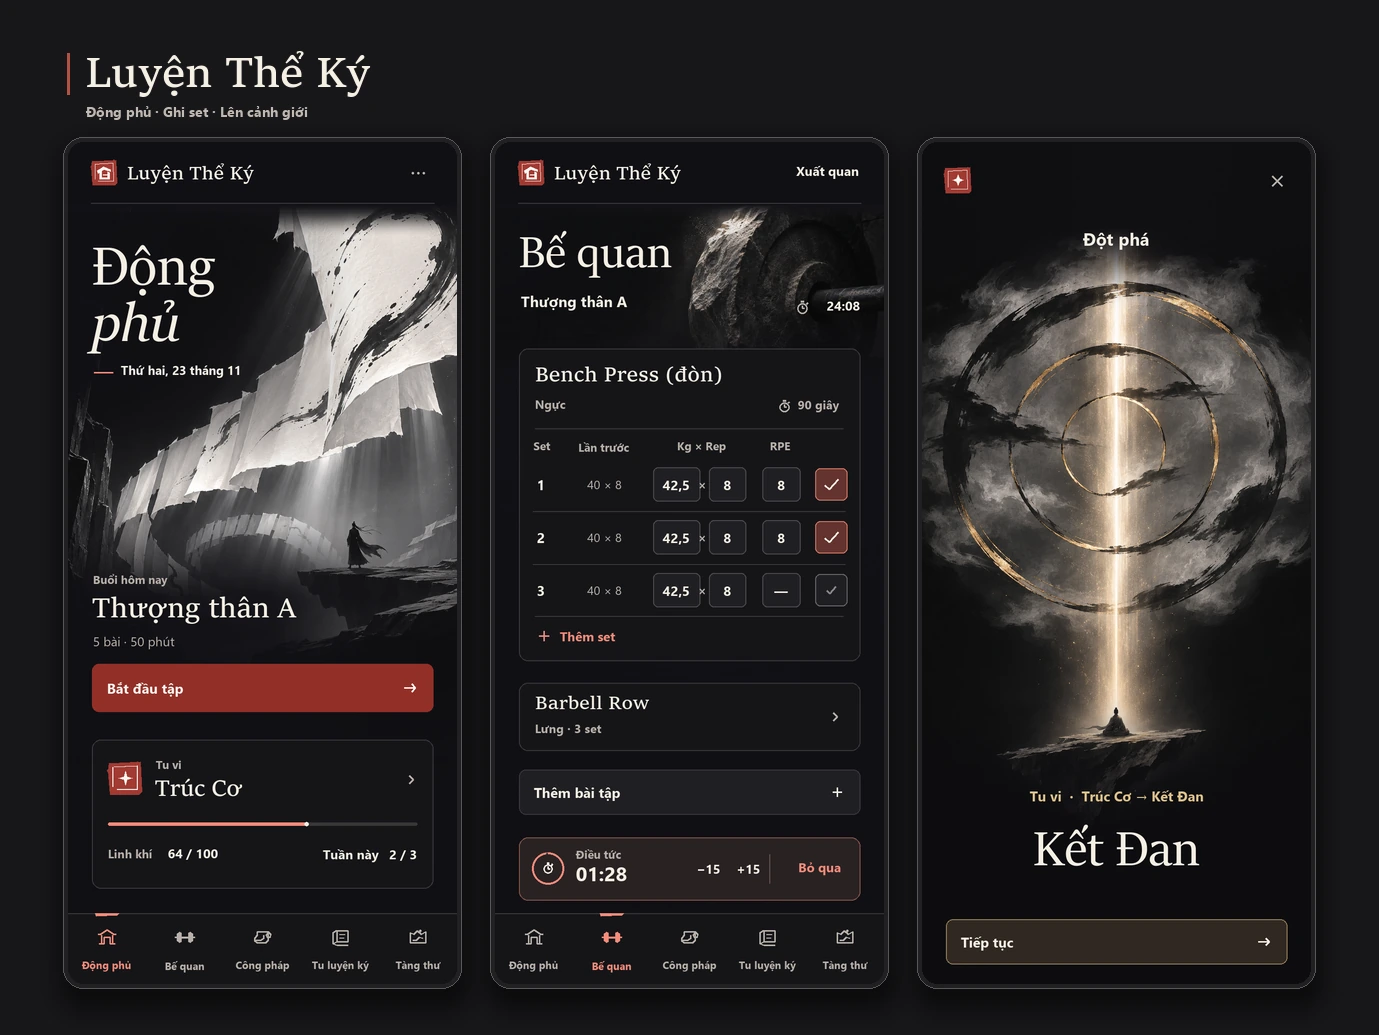 Luyện Thể Ký
Động phủ · Ghi set · Lên cảnh giới
Luyện Thể Ký
Động
phủ
Thứ hai, 23 tháng 11
Buổi hôm nay
Thượng thân A
5 bài · 50 phút
Bắt đầu tập →
Tu vi
Trúc Cơ
Linh khí 64 / 100 Tuần này 2 / 3
Động phủ Bế quan Công pháp Tu luyện ký Tàng thư
Luyện Thể Ký Xuất quan
Bế quan
Thượng thân A 24:08
Bench Press (đòn)
Ngực 90 giây
Set Lần trước Kg × Rep RPE
1 40 × 8 42,5 × 8 8
2 40 × 8 42,5 × 8 8
3 40 × 8 42,5 × 8 —
+ Thêm set
Barbell Row
Lưng · 3 set
Thêm bài tập +
Điều tức
01:28 −15 +15 Bỏ qua
Động phủ Bế quan Công pháp Tu luyện ký Tàng thư
Đột phá
Tu vi · Trúc Cơ → Kết Đan
Kết Đan
Tiếp tục →